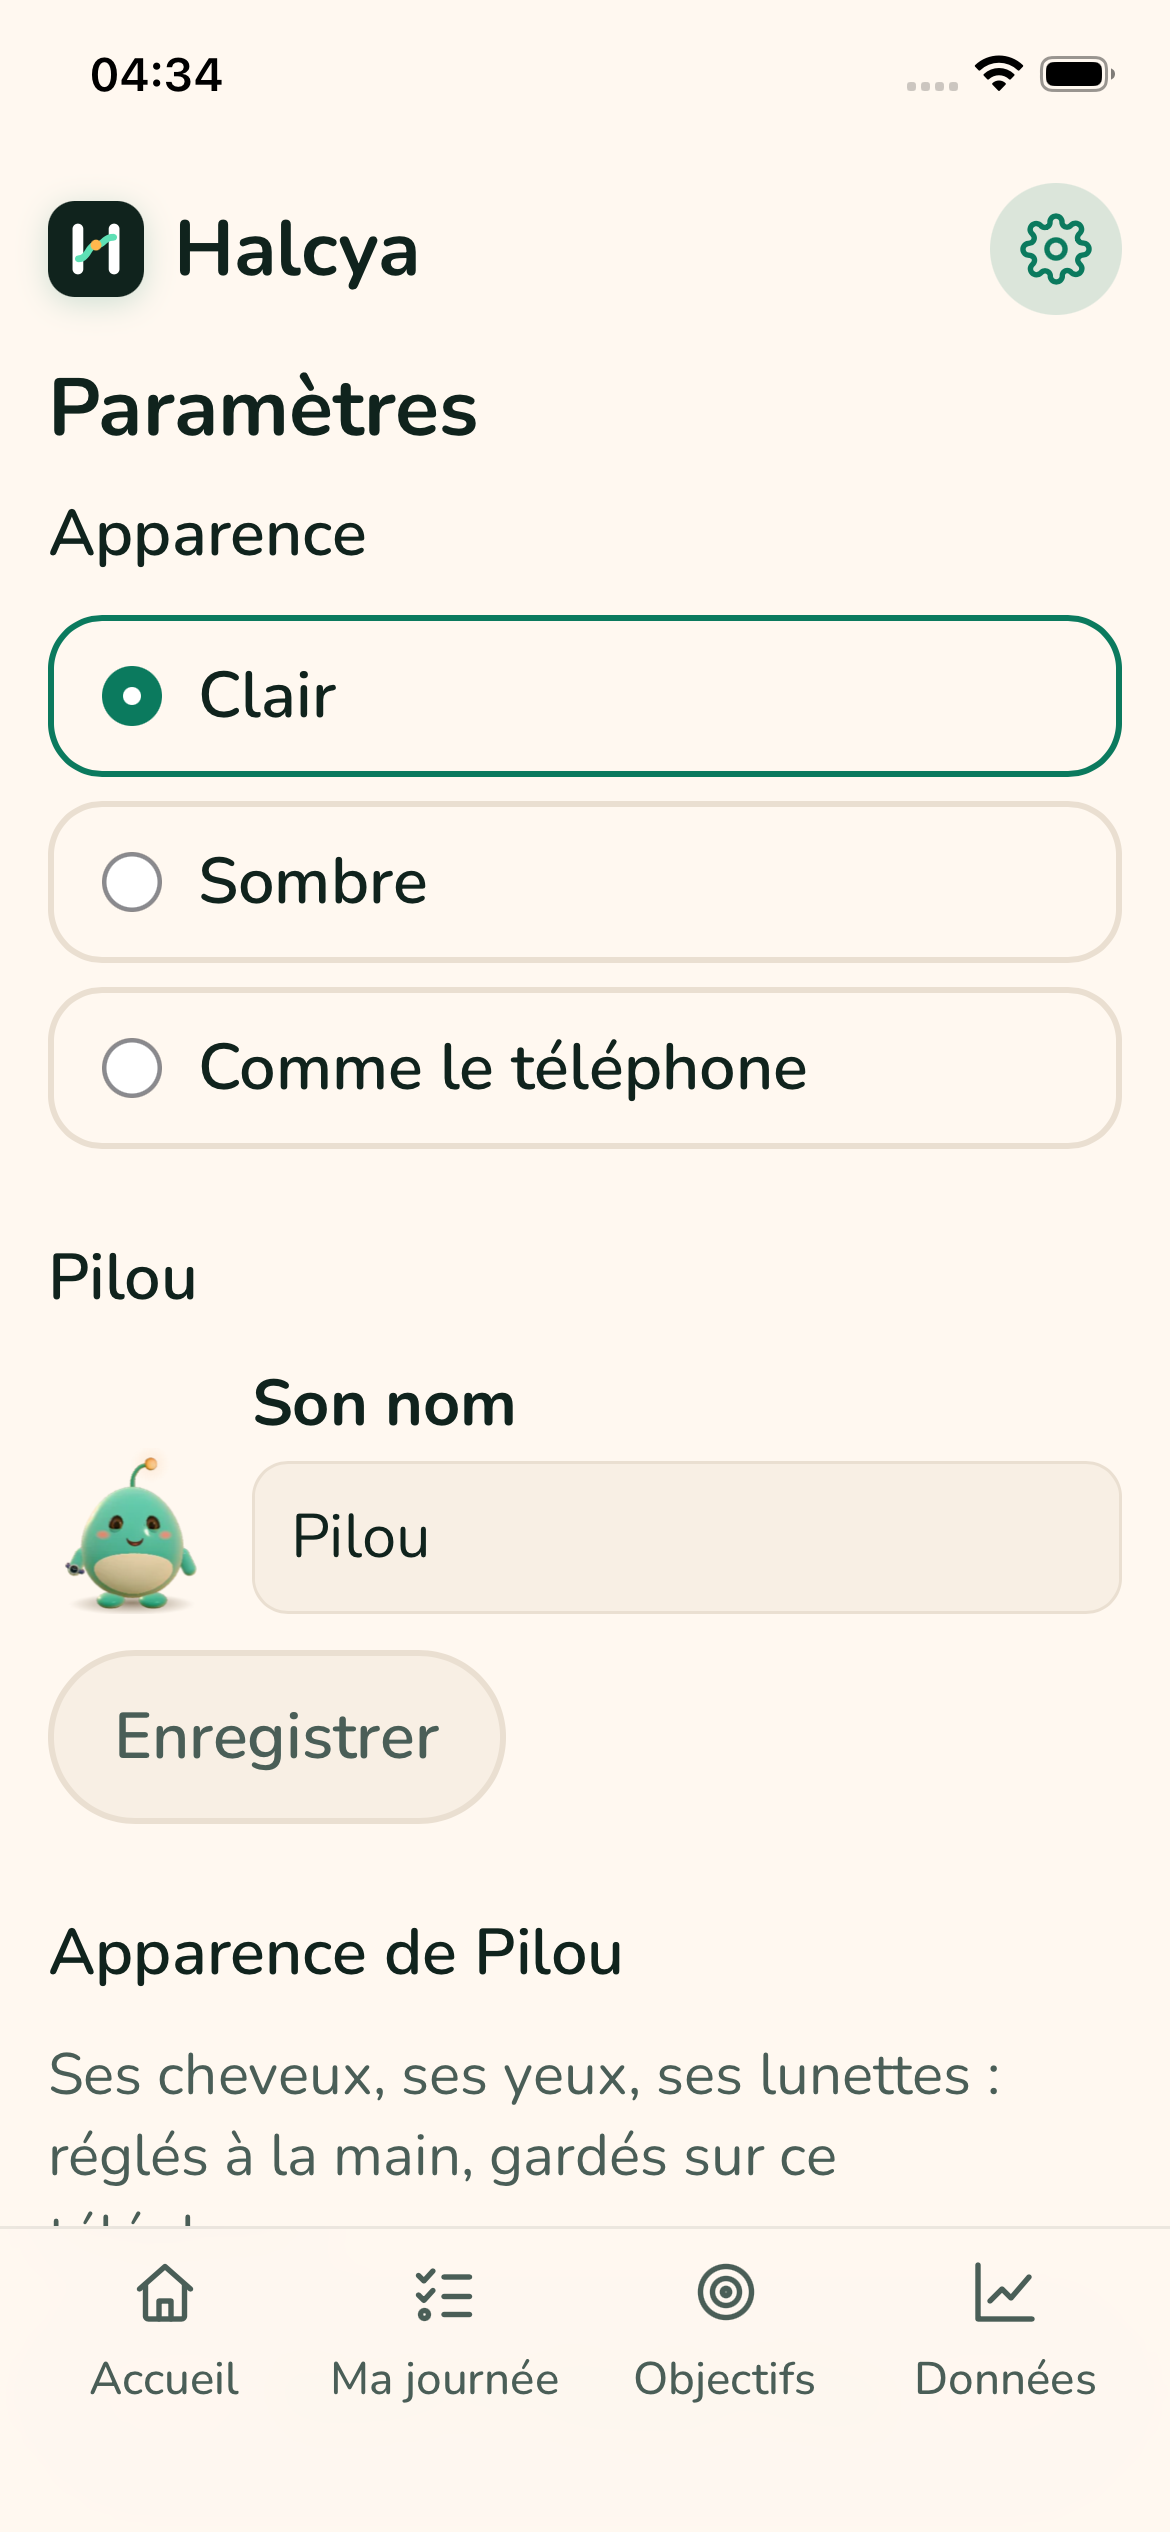 04:34
Halcya
Paramètres
Apparence
Clair
Sombre
Comme le téléphone
Pilou
Son nom
Pilou
Enregistrer
Apparence de Pilou
Ses cheveux, ses yeux, ses lunettes :
réglés à la main, gardés sur ce
Accueil
Ma journée
Objectifs
Données